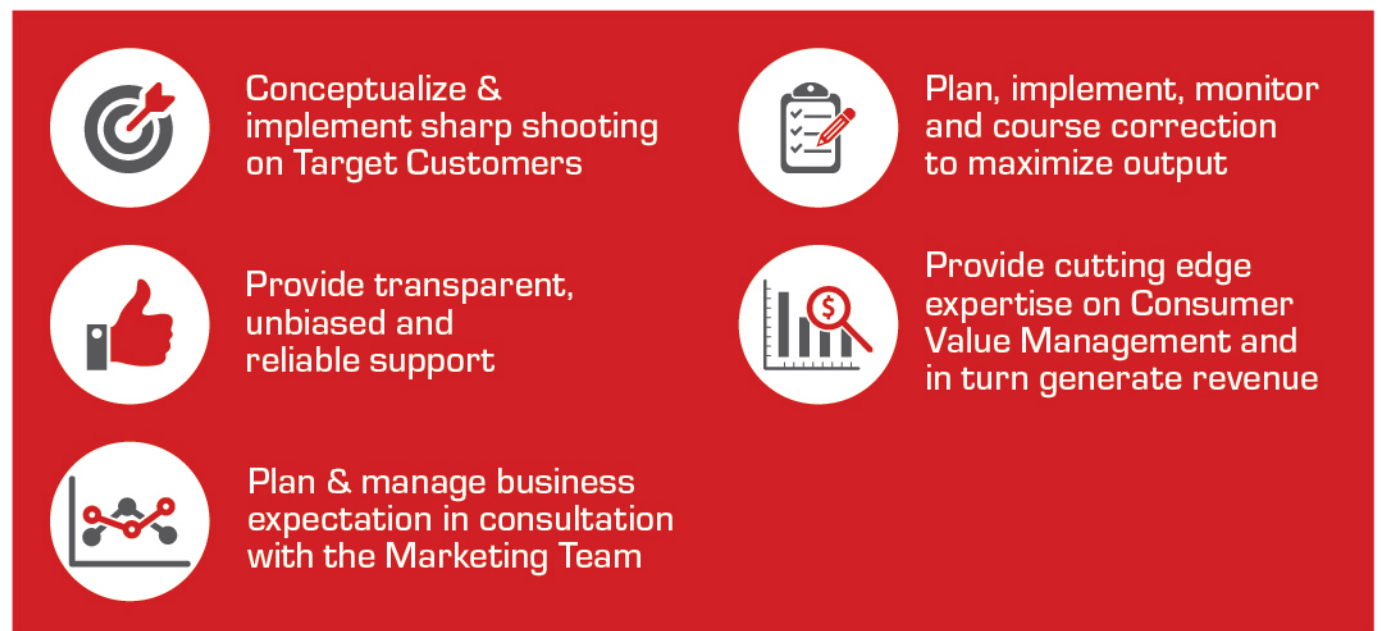 Conceptualize &
implement sharp shooting
on Target Customers
Provide transparent,
unbiased and
reliable support
Plan & manage business
expectation in consultation
with the Marketing Team
Plan, implement, monitor
and course correction
to maximize output
$
Provide cutting edge
expertise on Consumer
Value Management and
in turn generate revenue